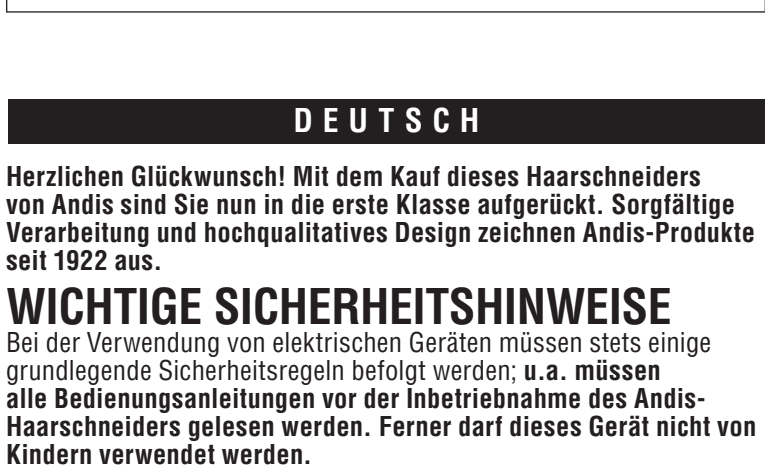 DEUTSCH
Herzlichen Glückwunsch! Mit dem Kauf dieses Haarschneiders
von Andis sind Sie nun in die erste Klasse aufgerückt. Sorgfältige
Verarbeitung und hochqualitatives Design zeichnen Andis-Produkte
seit 1922 aus.
WICHTIGE SICHERHEITSHINWEISE
Bei der Verwendung von elektrischen Geräten müssen stets einige
grundlegende Sicherheitsregeln befolgt werden; u.a. müssen
alle Bedienungsanleitungen vor der Inbetriebnahme des Andis-
Haarschneiders gelesen werden. Ferner darf dieses Gerät nicht von
Kindern verwendet werden.